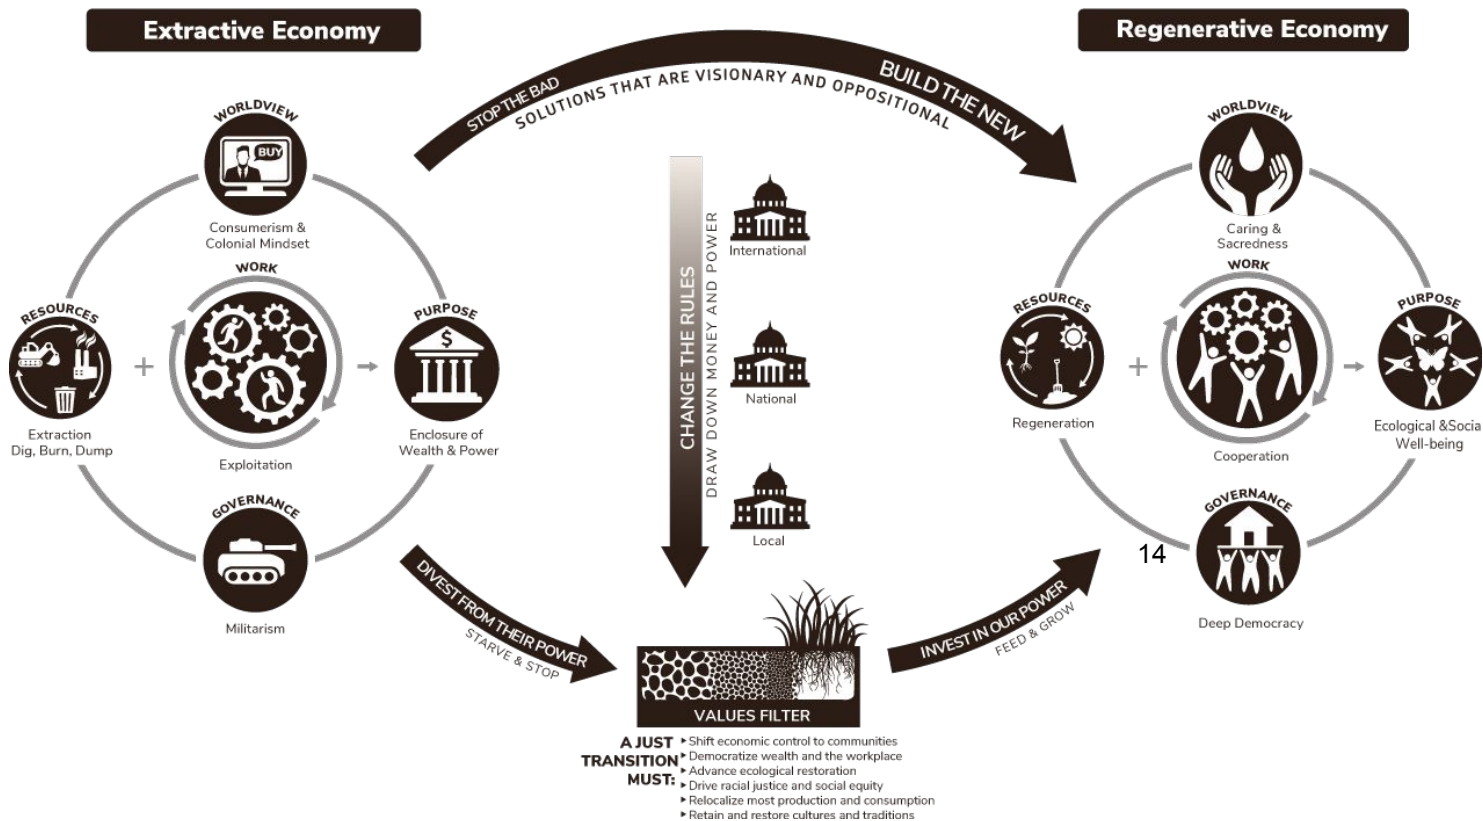 Extractive Economy
Regenerative Economy
STOP THE BAD
BUILD THE NEW
SOLUTIONS THAT ARE VISIONARY AND OPPOSITIONAL
WORLDVIEW
BUY
Consumerism &
Colonial Mindset
RESOURCES
Extraction
Dig, Burn, Dump
+
WORK
Exploitation
PURPOSE
$
Enclosure of
Wealth & Power
GOVERNANCE
Militarism
CHANGE THE RULES
DRAW DOWN MONEY AND POWER
International
National
Local
DIVEST FROM THEIR POWER
STARVE & STOP
VALUES FILTER
INVEST IN OUR POWER
FEED & GROW
A JUST
TRANSITION
MUST:
Shift economic control to communities
Democratize wealth and the workplace
Advance ecological restoration
Drive racial justice and social equity
Relocalize most production and consumption
Retain and restore cultures and traditions
WORLDVIEW
Caring &
Sacredness
RESOURCES
Regeneration
+
WORK
Cooperation
PURPOSE
Ecological &Socia
Well-being
GOVERNANCE
14
Deep Democracy